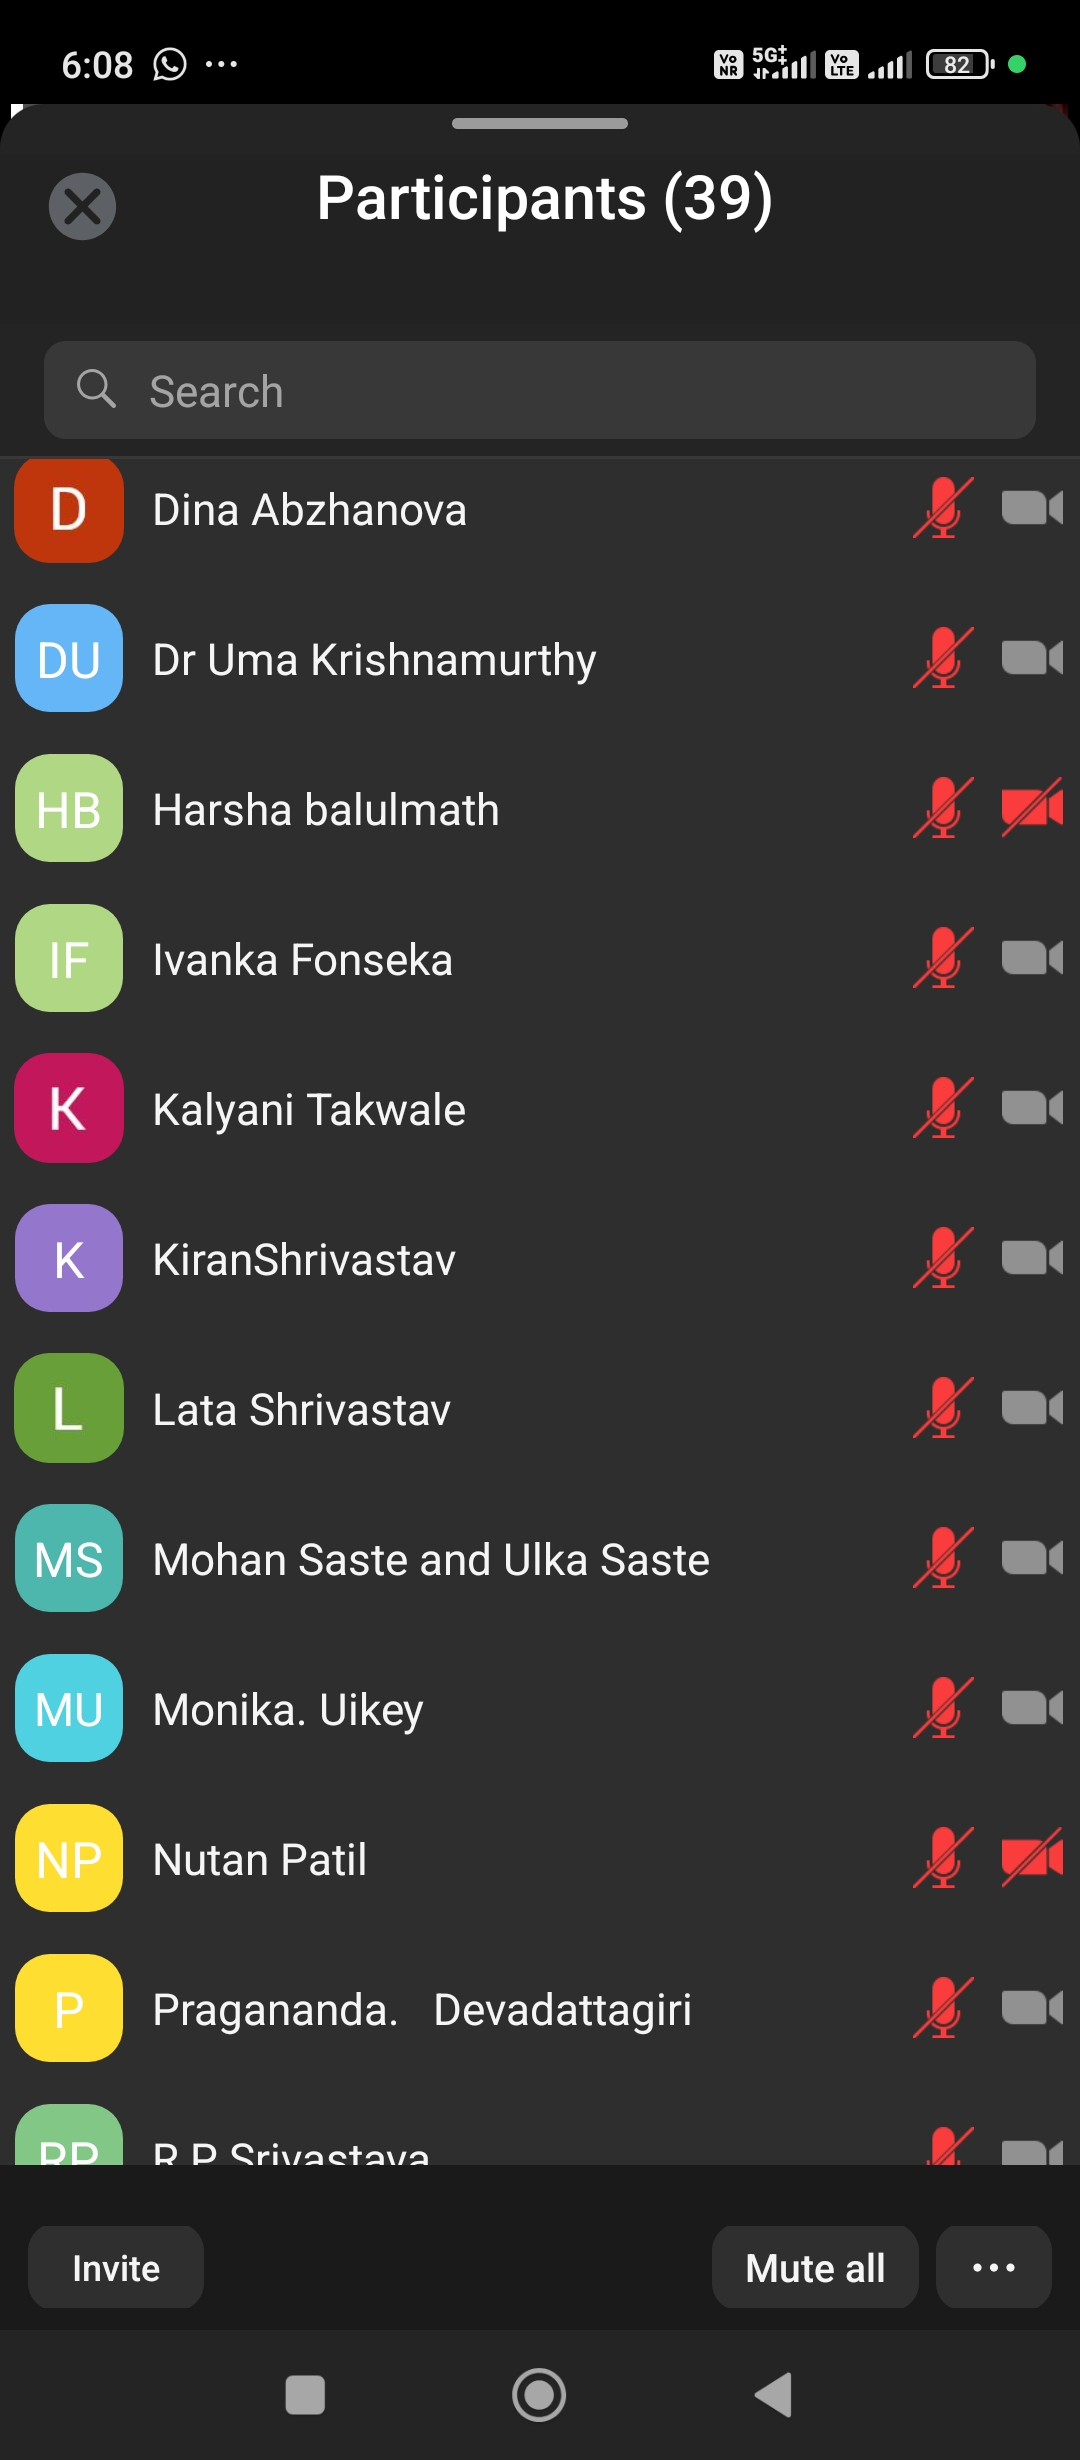 6:08
Vo NR 5G Vo LTE 82
Participants (39)
Search
D Dina Abzhanova
DU Dr Uma Krishnamurthy
HB Harsha balulmath
IF Ivanka Fonseka
K Kalyani Takwale
K KiranShrivastav
L Lata Shrivastav
MS Mohan Saste and Ulka Saste
MU Monika. Uikey
NP Nutan Patil
P Pragananda. Devadattagiri
RP R P Srivastava
Invite Mute all